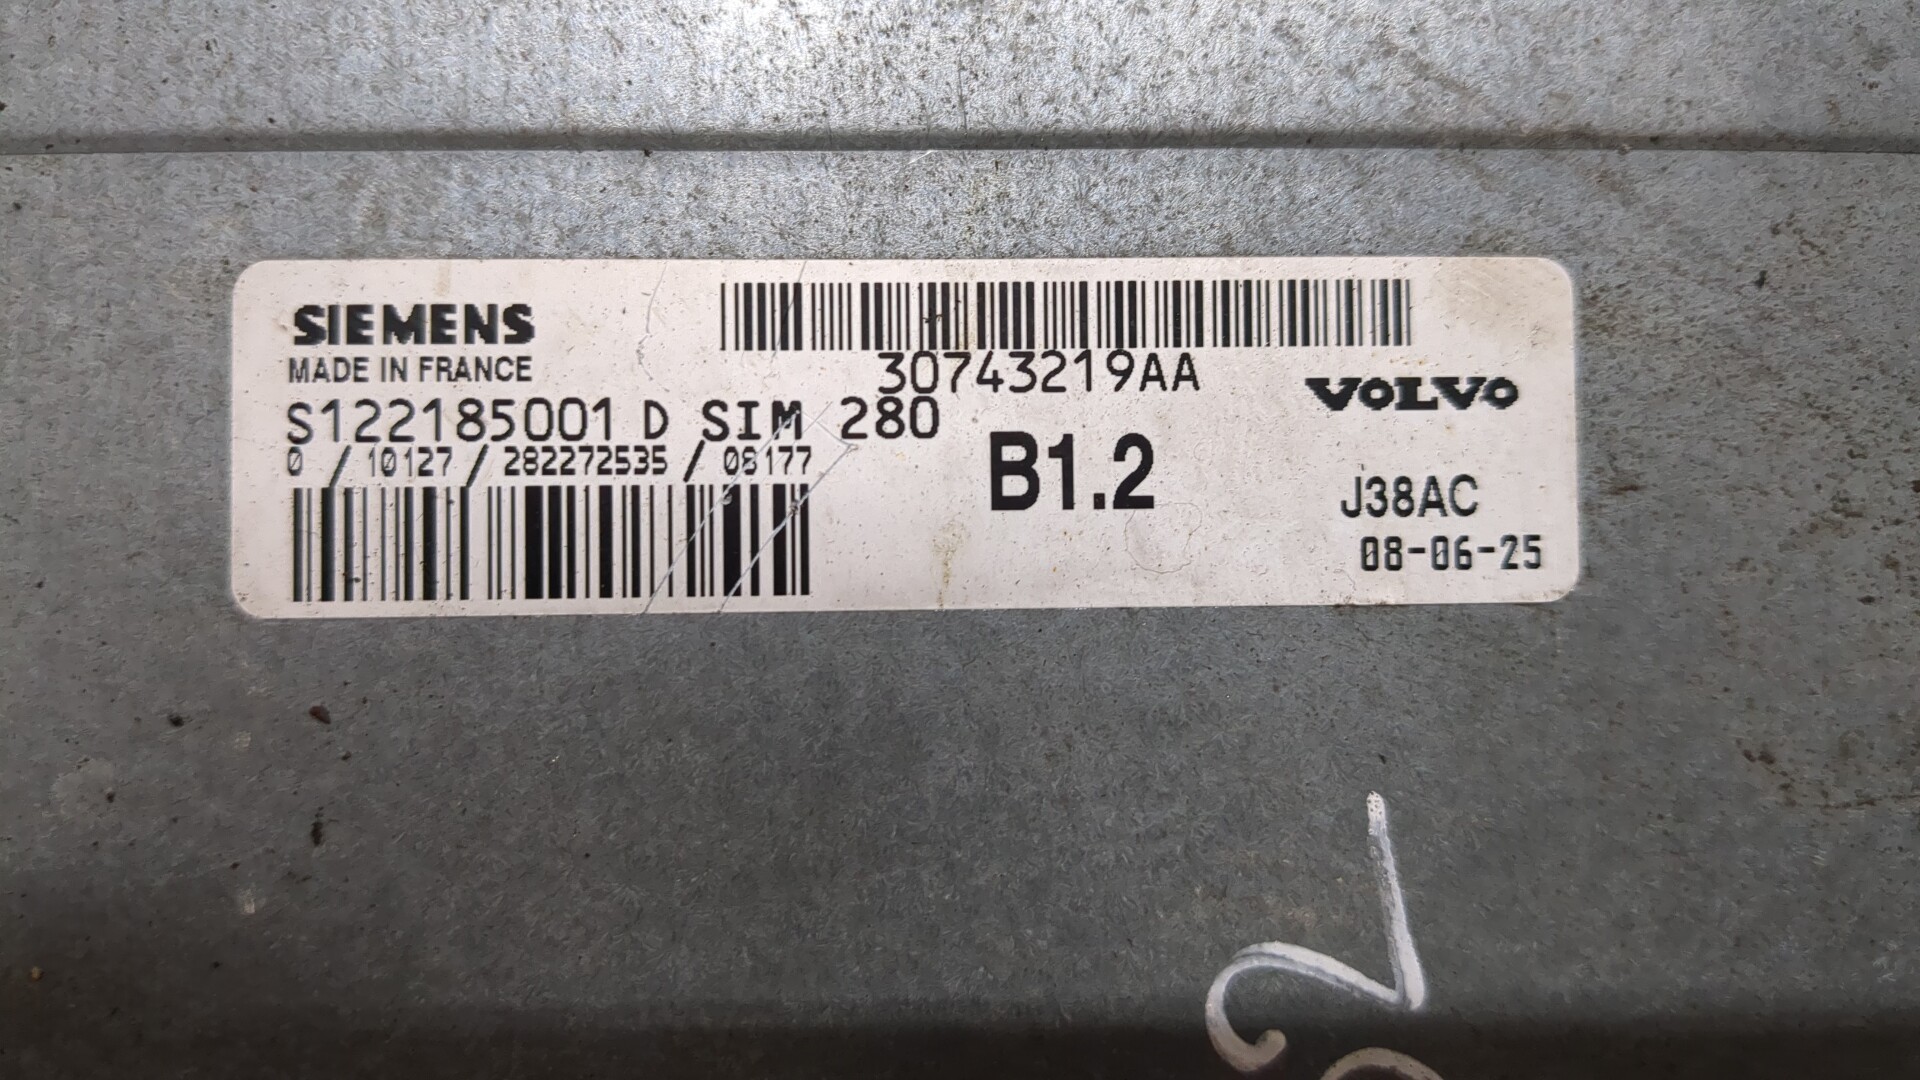 SIEMENS
MADE IN FRANCE
30743219AA
VOLVO
S122185001 D SIM 280
0 / 10127 / 282272535 / 08177
B1.2
J38AC
08-06-25